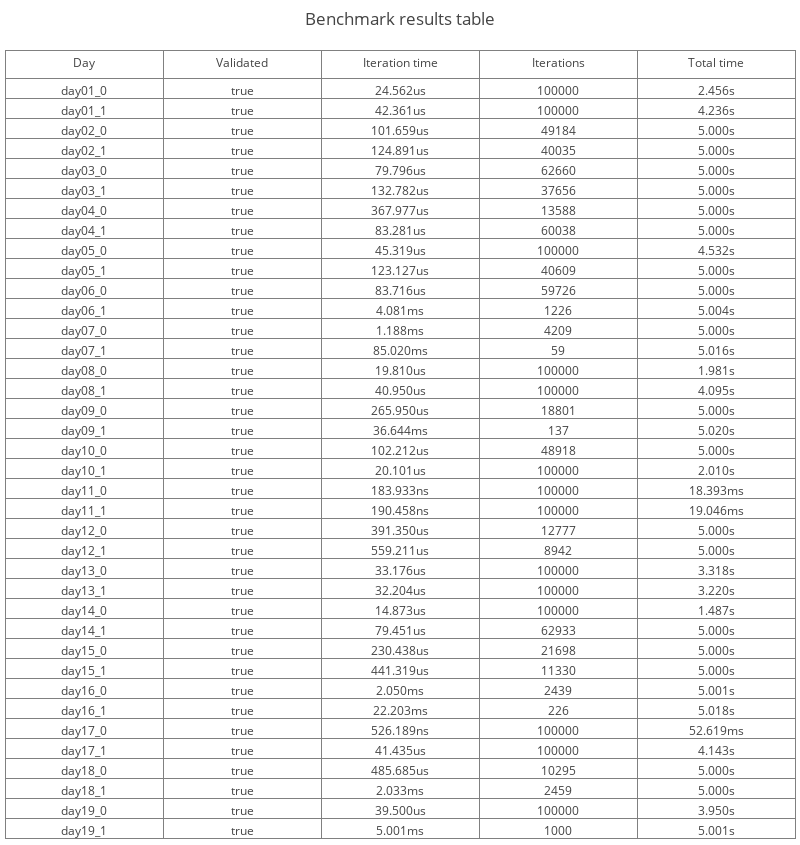 Benchmark results table
Day Validated Iteration time Iterations Total time
day01_0 true 24.562us 100000 2.456s
day01_1 true 42.361us 100000 4.236s
day02_0 true 101.659us 49184 5.000s
day02_1 true 124.891us 40035 5.000s
day03_0 true 79.796us 62660 5.000s
day03_1 true 132.782us 37656 5.000s
day04_0 true 367.977us 13588 5.000s
day04_1 true 83.281us 60038 5.000s
day05_0 true 45.319us 100000 4.532s
day05_1 true 123.127us 40609 5.000s
day06_0 true 83.716us 59726 5.000s
day06_1 true 4.081ms 1226 5.004s
day07_0 true 1.188ms 4209 5.000s
day07_1 true 85.020ms 59 5.016s
day08_0 true 19.810us 100000 1.981s
day08_1 true 40.950us 100000 4.095s
day09_0 true 265.950us 18801 5.000s
day09_1 true 36.644ms 137 5.020s
day10_0 true 102.212us 48918 5.000s
day10_1 true 20.101us 100000 2.010s
day11_0 true 183.933ns 100000 18.393ms
day11_1 true 190.458ns 100000 19.046ms
day12_0 true 391.350us 12777 5.000s
day12_1 true 559.211us 8942 5.000s
day13_0 true 33.176us 100000 3.318s
day13_1 true 32.204us 100000 3.220s
day14_0 true 14.873us 100000 1.487s
day14_1 true 79.451us 62933 5.000s
day15_0 true 230.438us 21698 5.000s
day15_1 true 441.319us 11330 5.000s
day16_0 true 2.050ms 2439 5.001s
day16_1 true 22.203ms 226 5.018s
day17_0 true 526.189ns 100000 52.619ms
day17_1 true 41.435us 100000 4.143s
day18_0 true 485.685us 10295 5.000s
day18_1 true 2.033ms 2459 5.000s
day19_0 true 39.500us 100000 3.950s
day19_1 true 5.001ms 1000 5.001s